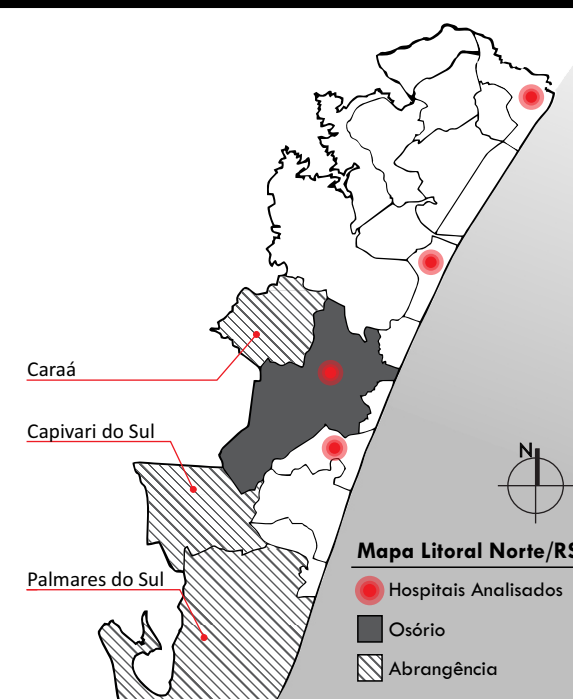 Caraá
Capivari do Sul
Palmares do Sul
N
Mapa Litoral Norte/RS
Hospitais Analisados
Osório
Abrangência